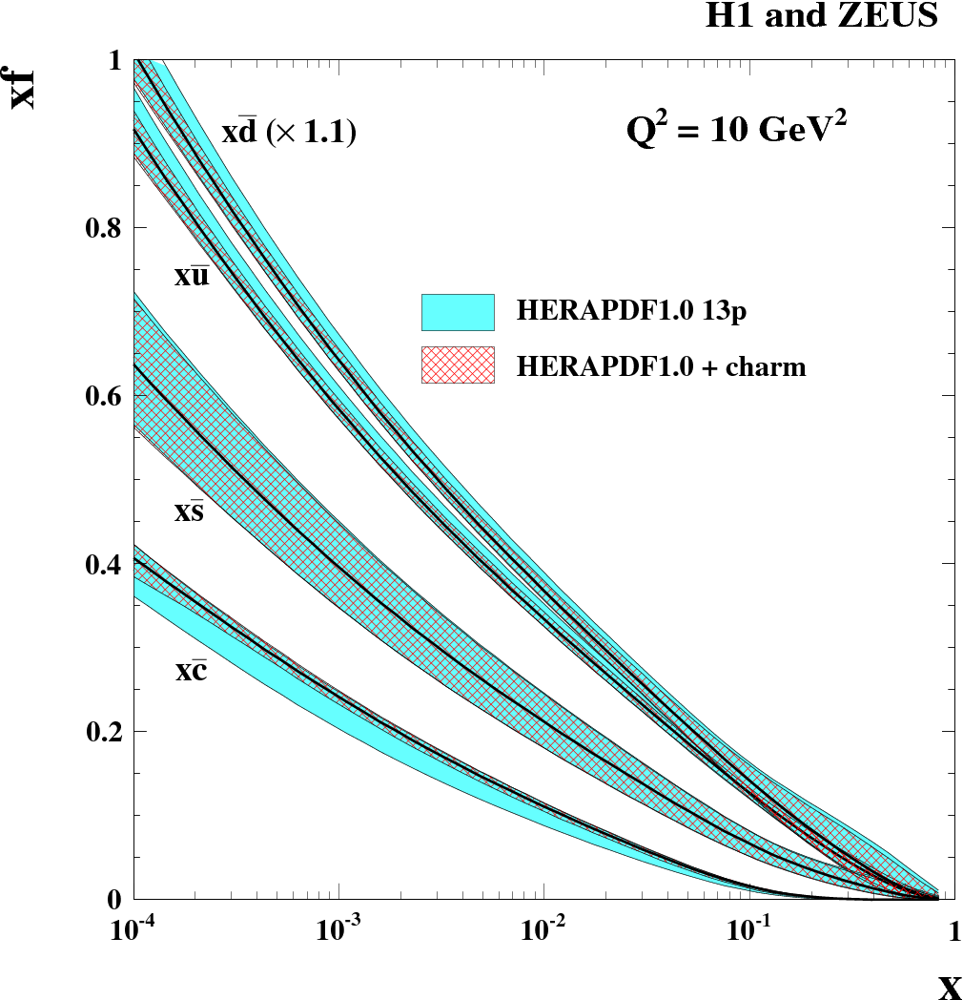 H1 and ZEUS
xf
1
xd̅ (× 1.1)
Q² = 10 GeV²
0.8
xu̅
HERAPDF1.0 13p
HERAPDF1.0 + charm
0.6
xs̅
0.4
xc̅
0.2
0
10⁻⁴ 10⁻³ 10⁻² 10⁻¹ 1
x